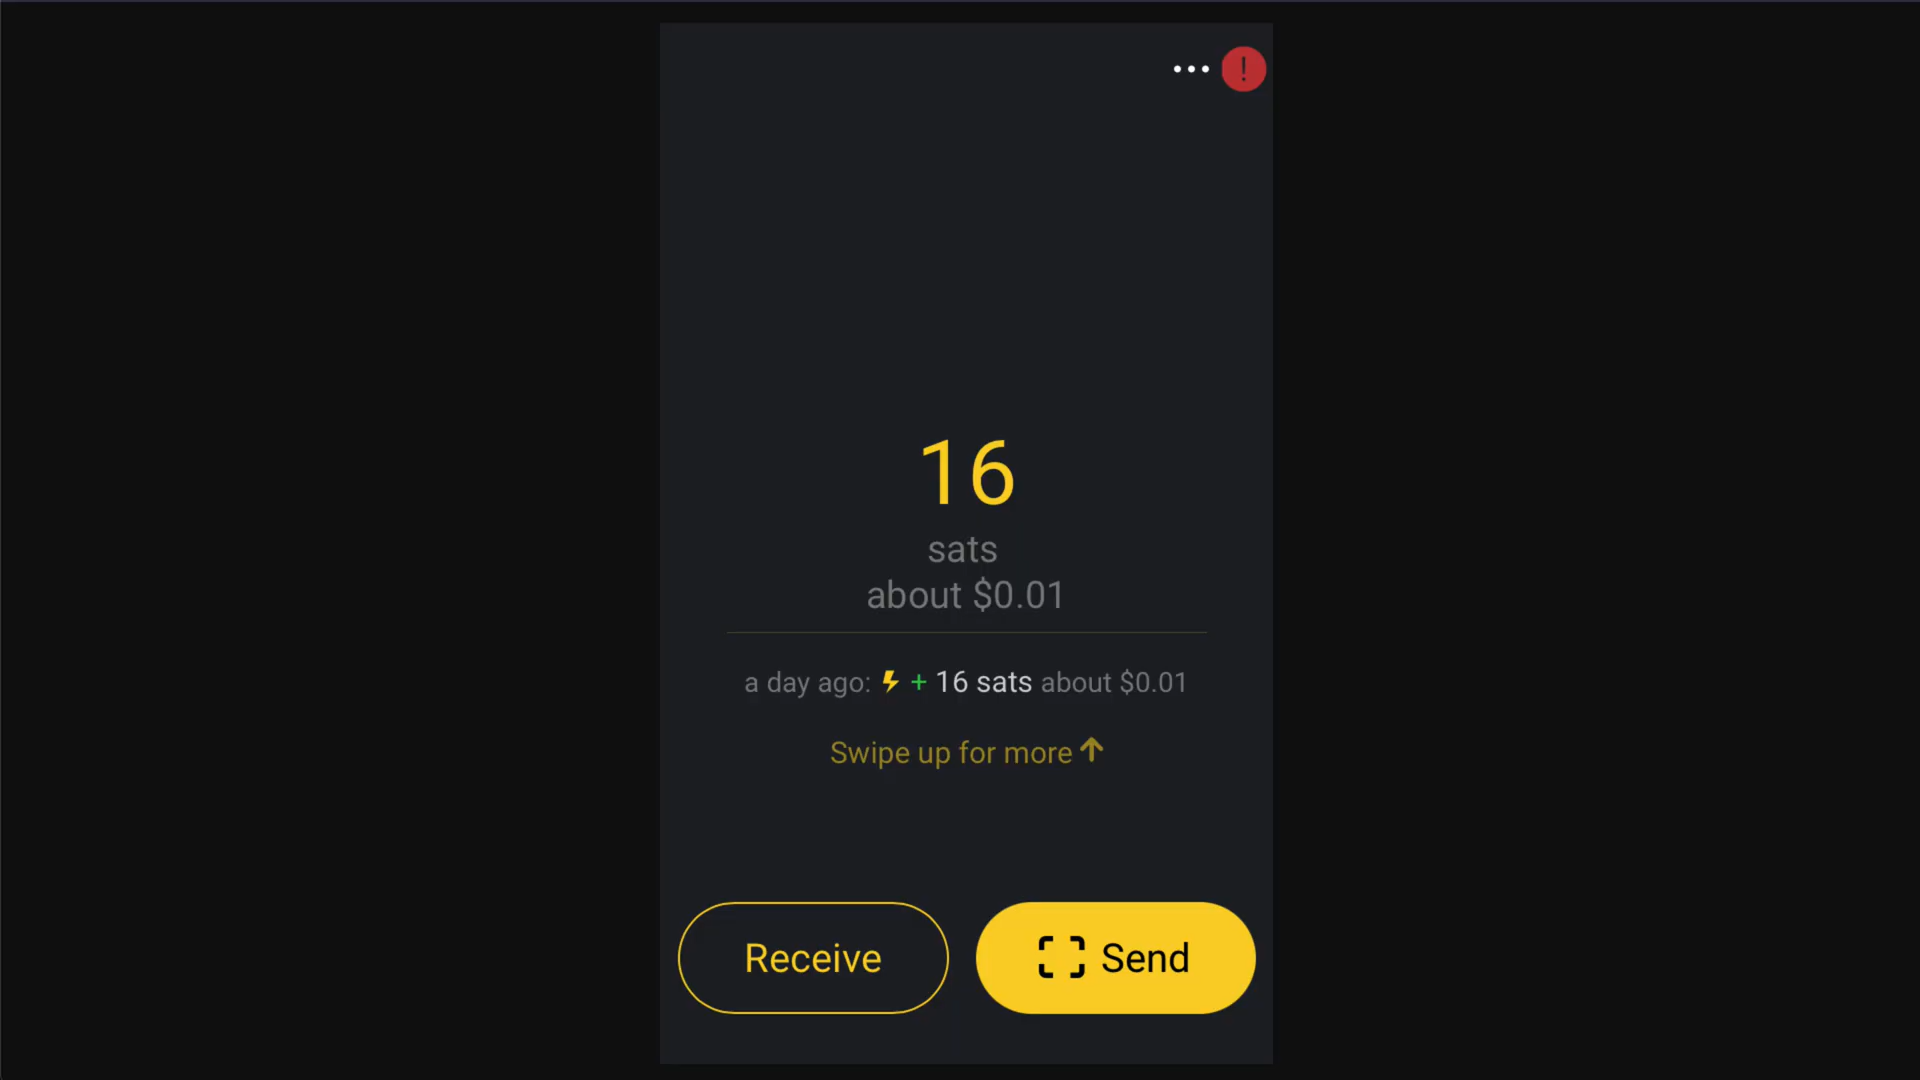 !
16
sats
about $0.01
a day ago: + 16 sats about $0.01
Swipe up for more
Receive
Send